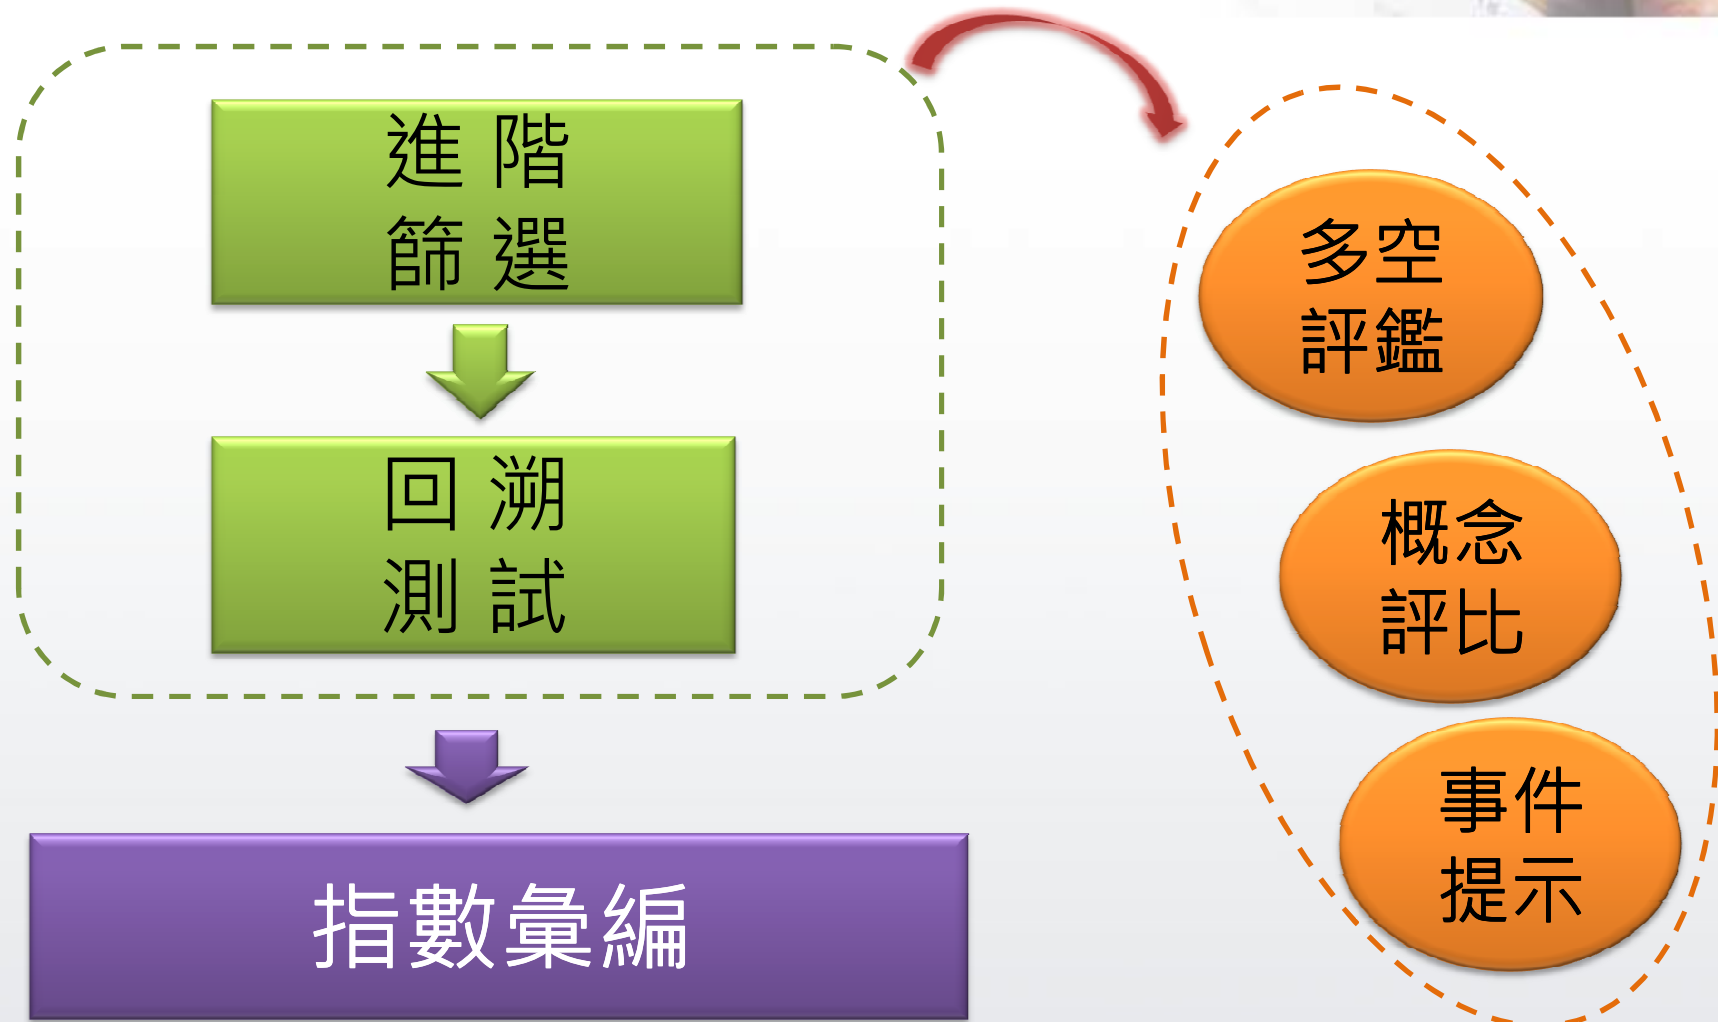 進 階
篩 選
回 溯
測 試
指數彙編
多空
評鑑
概念
評比
事件
提示